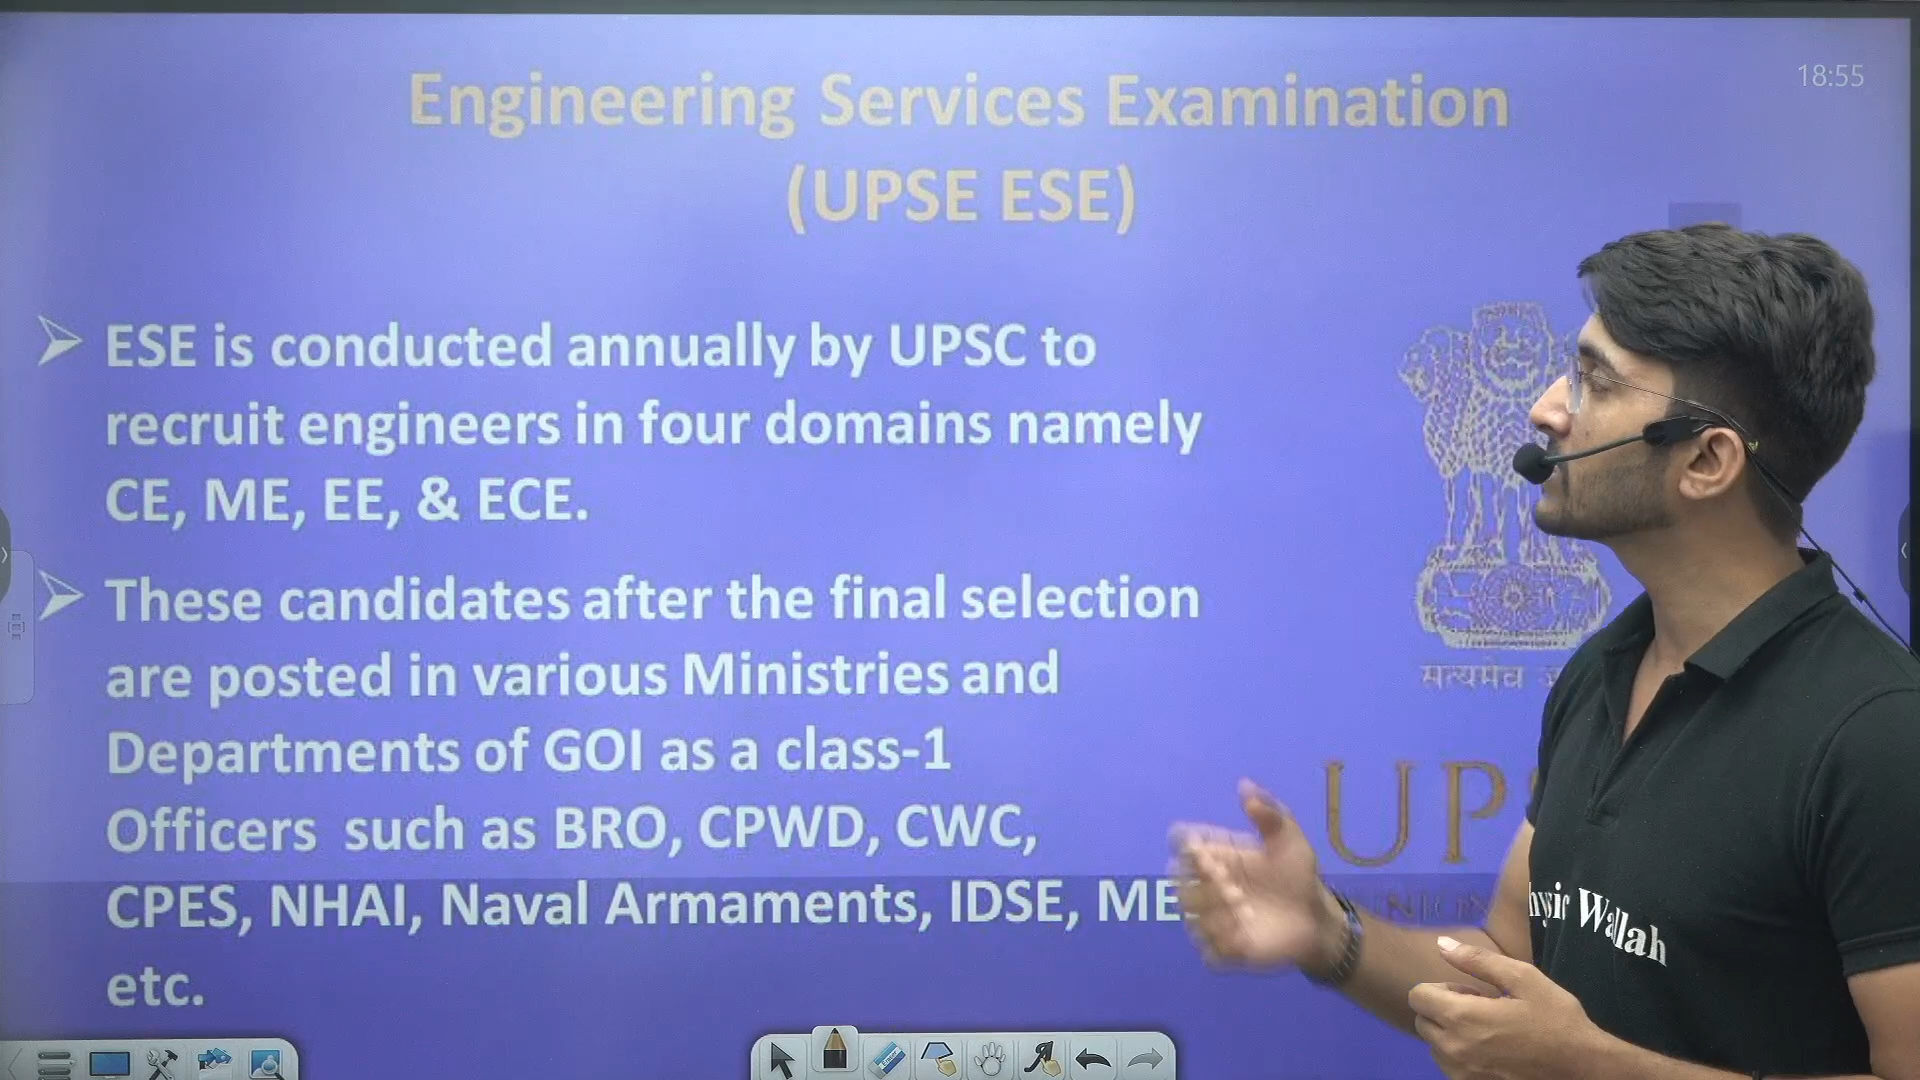 Engineering Services Examination
18:55
(UPSE ESE)
ESE is conducted annually by UPSC to
recruit engineers in four domains namely
CE, ME, EE, & ECE.
These candidates after the final selection
are posted in various Ministries and
सत्यमेव
Departments of GOI as a class-1
UPS
Officers such as BRO, CPWD, CWC,
CPES, NHAI, Naval Armaments, IDSE, ME
hysic Wallah
etc.